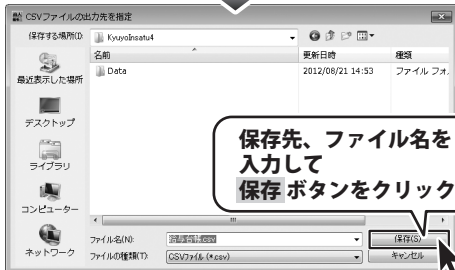 CSVファイルの出力先を指定
保存する場所(I):
KyuyoInsatu4
名前
更新日時
種類
Data
2012/08/21 14:53
ファイル フォ
最近表示した場所
デスクトップ
ライブラリ
コンピューター
ネットワーク
保存先、ファイル名を
入力して
保存 ボタンをクリック
ファイル名(N):
給与台帳.csv
保存(S)
ファイルの種類(T):
CSVファイル (*.csv)
キャンセル